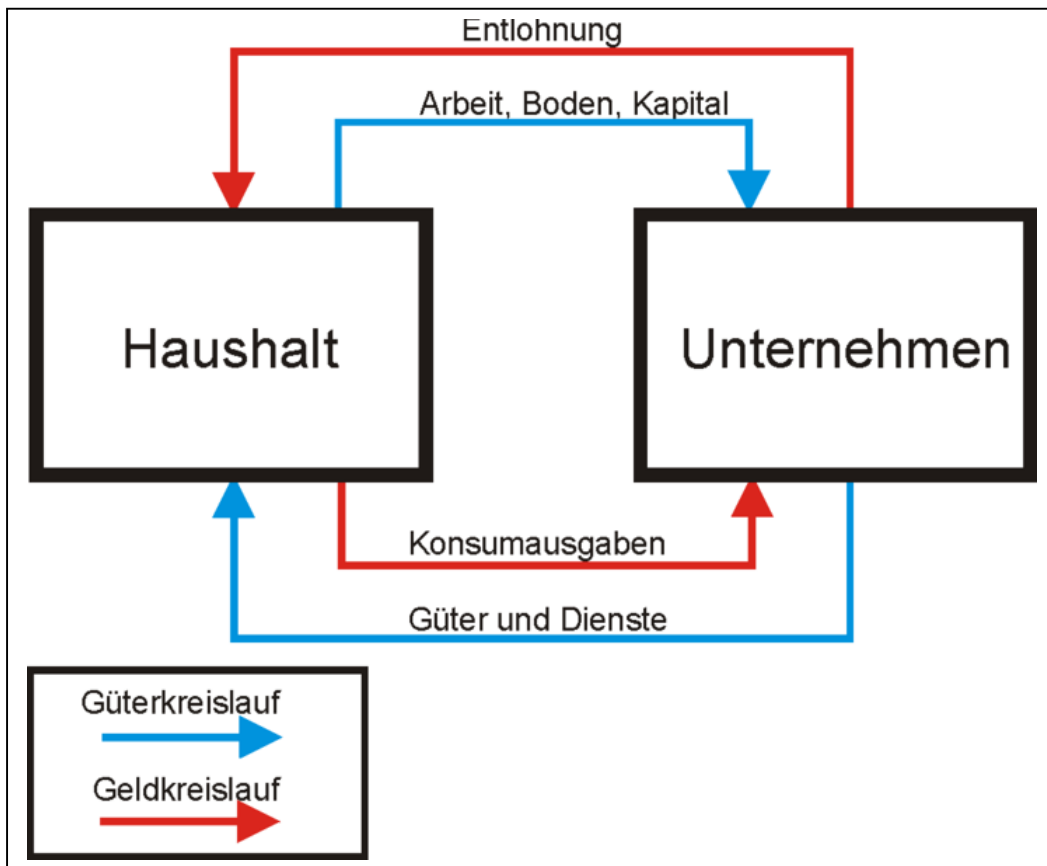 Entlohnung
Arbeit, Boden, Kapital
Haushalt
Unternehmen
Konsumausgaben
Güter und Dienste
Güterkreislauf
Geldkreislauf